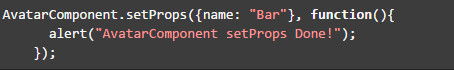 AvatarComponent.setProps({name: "Bar"}, function(){
alert("AvatarComponent setProps Done!");
});